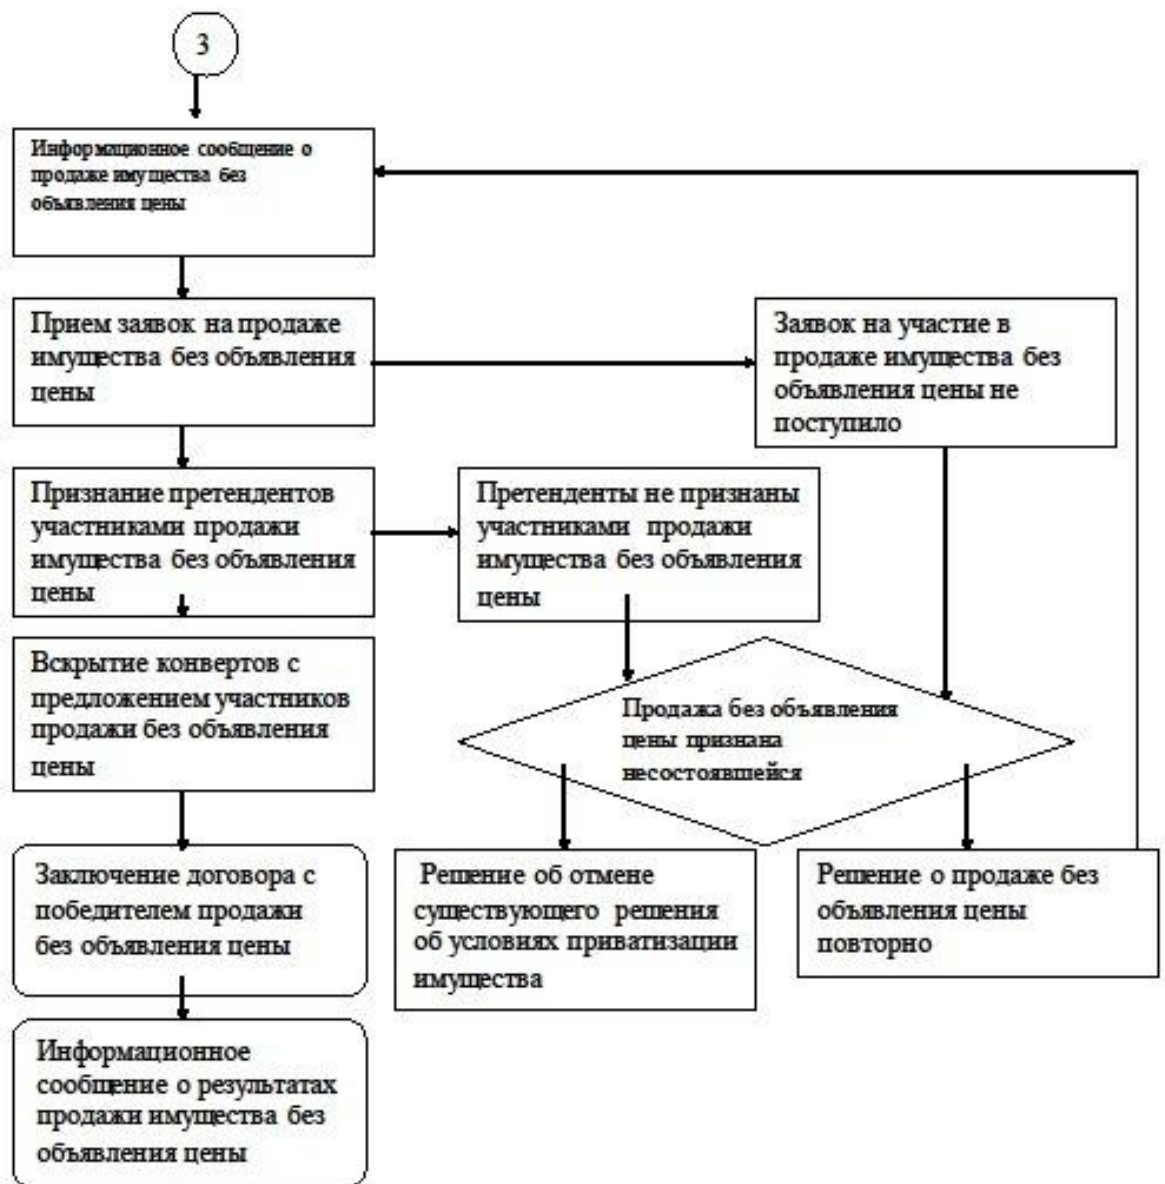 3
Информационное сообщение о
продаже имущества без
объявления цены
Прием заявок на продаже
имущества без объявления
цены
Заявок на участие в
продаже имущества без
объявления цены не
поступило
Признание претендентов
участниками продажи
имущества без объявления
цены
Претенденты не признаны
участниками продажи
имущества без объявления
цены
Вскрытие конвертов с
предложением участников
продажи без объявления
цены
Продажа без объявления
цены признана
несостоявшейся
Заключение договора с
победителем продажи
без объявления цены
Решение об отмене
существующего решения
об условиях приватизации
имущества
Решение о продаже без
объявления цены
повторно
Информационное
сообщение о результатах
продажи имущества без
объявления цены